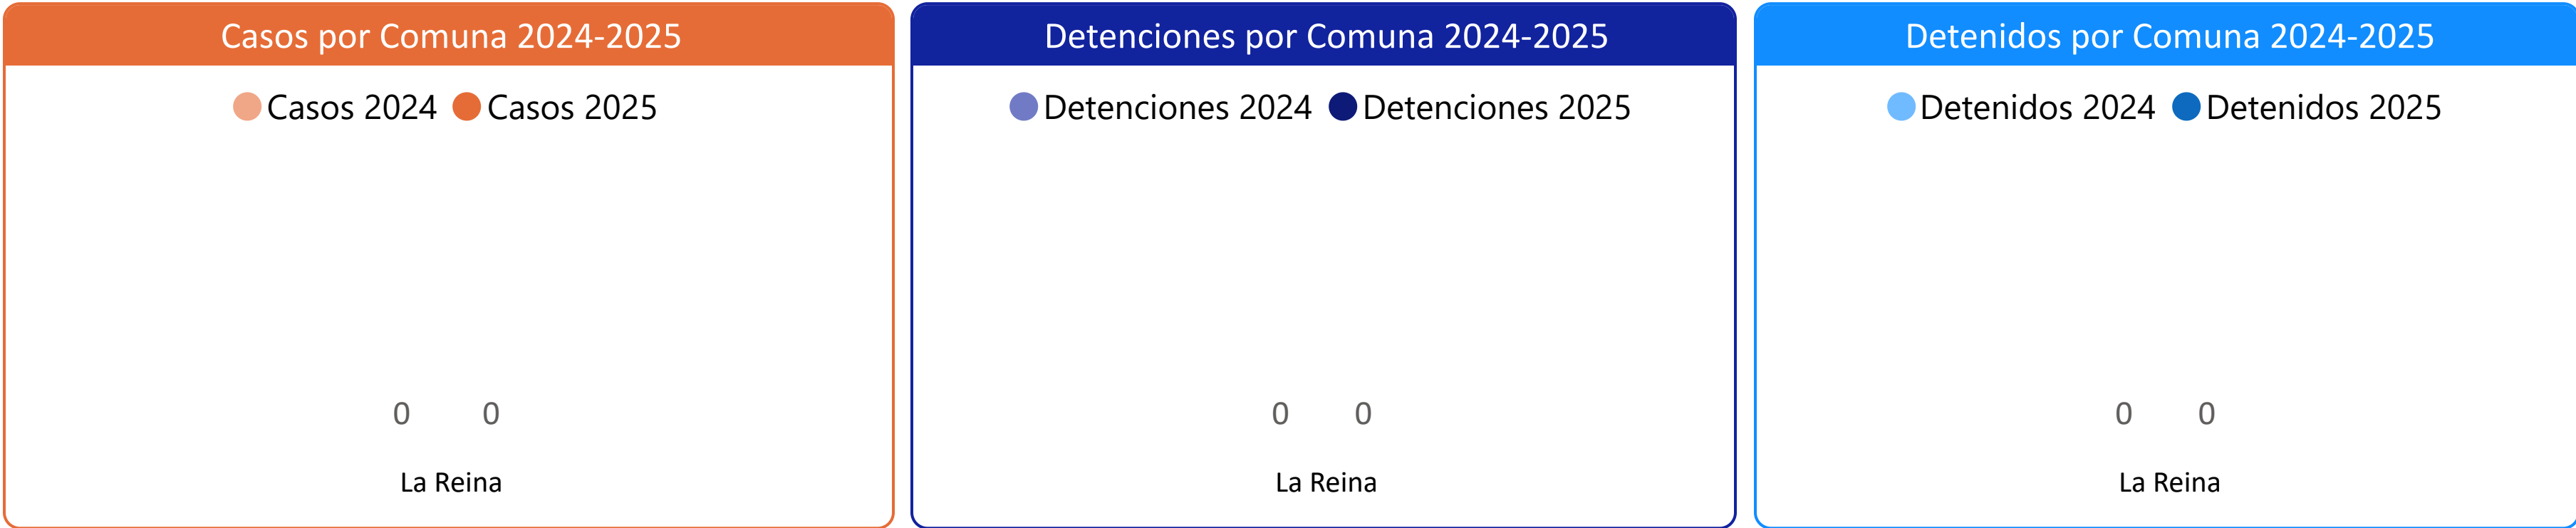 Casos por Comuna 2024-2025
Casos 2024 Casos 2025
0 0
La Reina
Detenciones por Comuna 2024-2025
Detenciones 2024 Detenciones 2025
0 0
La Reina
Detenidos por Comuna 2024-2025
Detenidos 2024 Detenidos 2025
0 0
La Reina